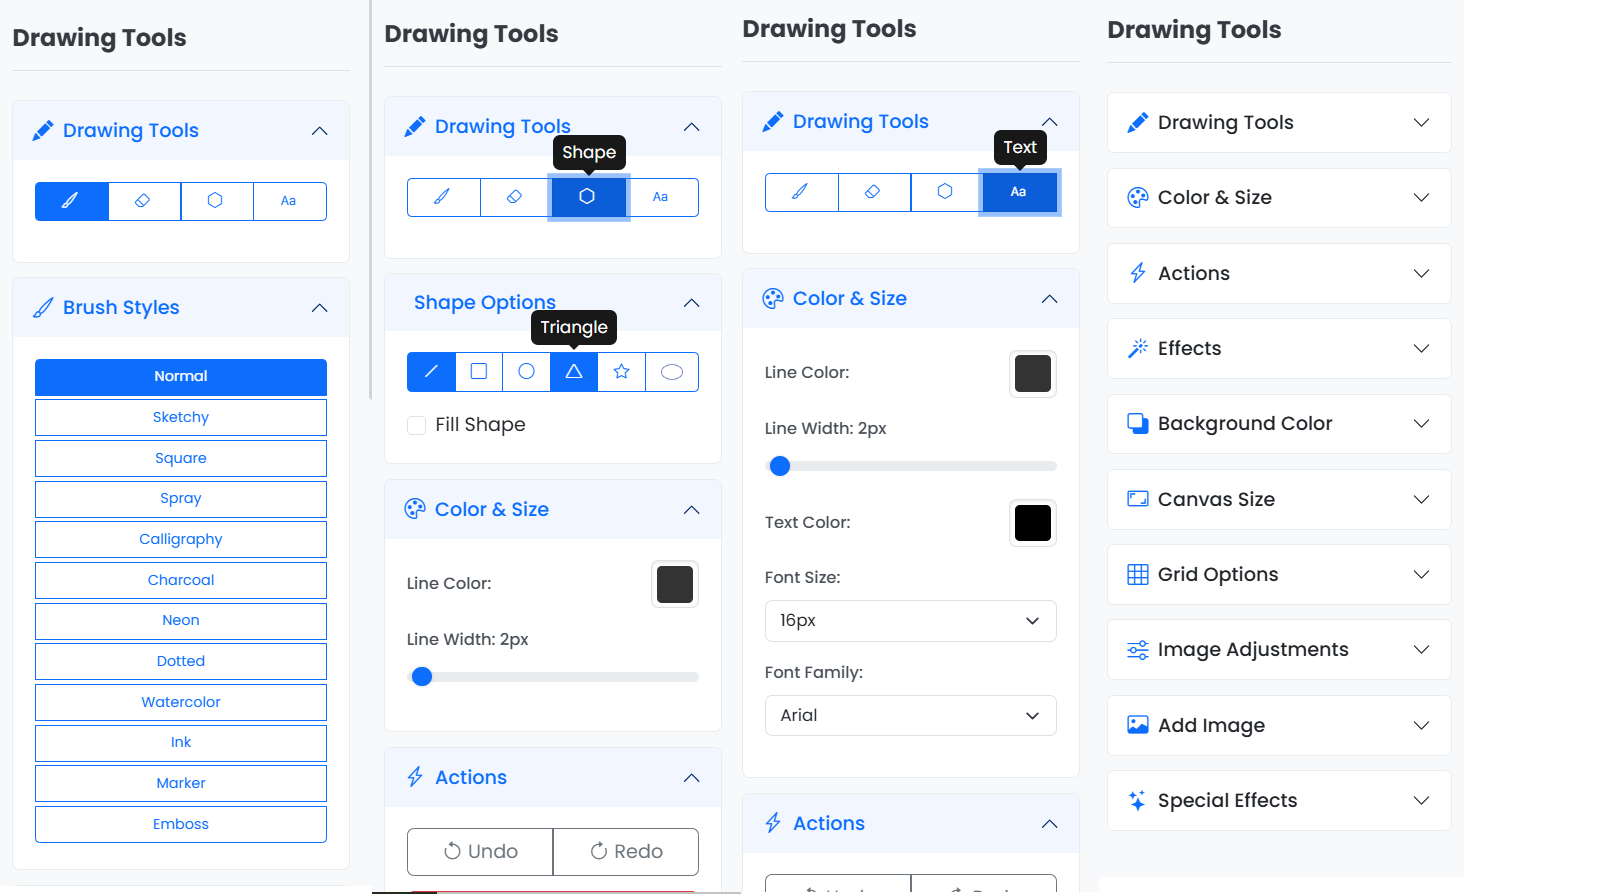 Drawing Tools
Drawing Tools
Aa
Brush Styles
Normal
Sketchy
Square
Spray
Calligraphy
Charcoal
Neon
Dotted
Watercolor
Ink
Marker
Emboss
Drawing Tools
Drawing Tools
Shape
Aa
Shape Options
Triangle
Fill Shape
Color & Size
Line Color:
Line Width: 2px
Actions
Undo Redo
Drawing Tools
Drawing Tools
Text
Aa
Color & Size
Line Color:
Line Width: 2px
Text Color:
Font Size:
16px
Font Family:
Arial
Actions
Drawing Tools
Drawing Tools
Color & Size
Actions
Effects
Background Color
Canvas Size
Grid Options
Image Adjustments
Add Image
Special Effects